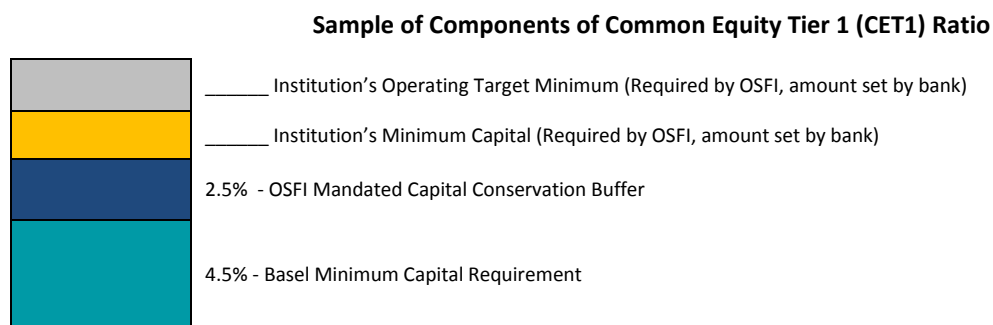 Sample of Components of Common Equity Tier 1 (CET1) Ratio
______ Institution’s Operating Target Minimum (Required by OSFI, amount set by bank)
______ Institution’s Minimum Capital (Required by OSFI, amount set by bank)
2.5%  - OSFI Mandated Capital Conservation Buffer
4.5% - Basel Minimum Capital Requirement